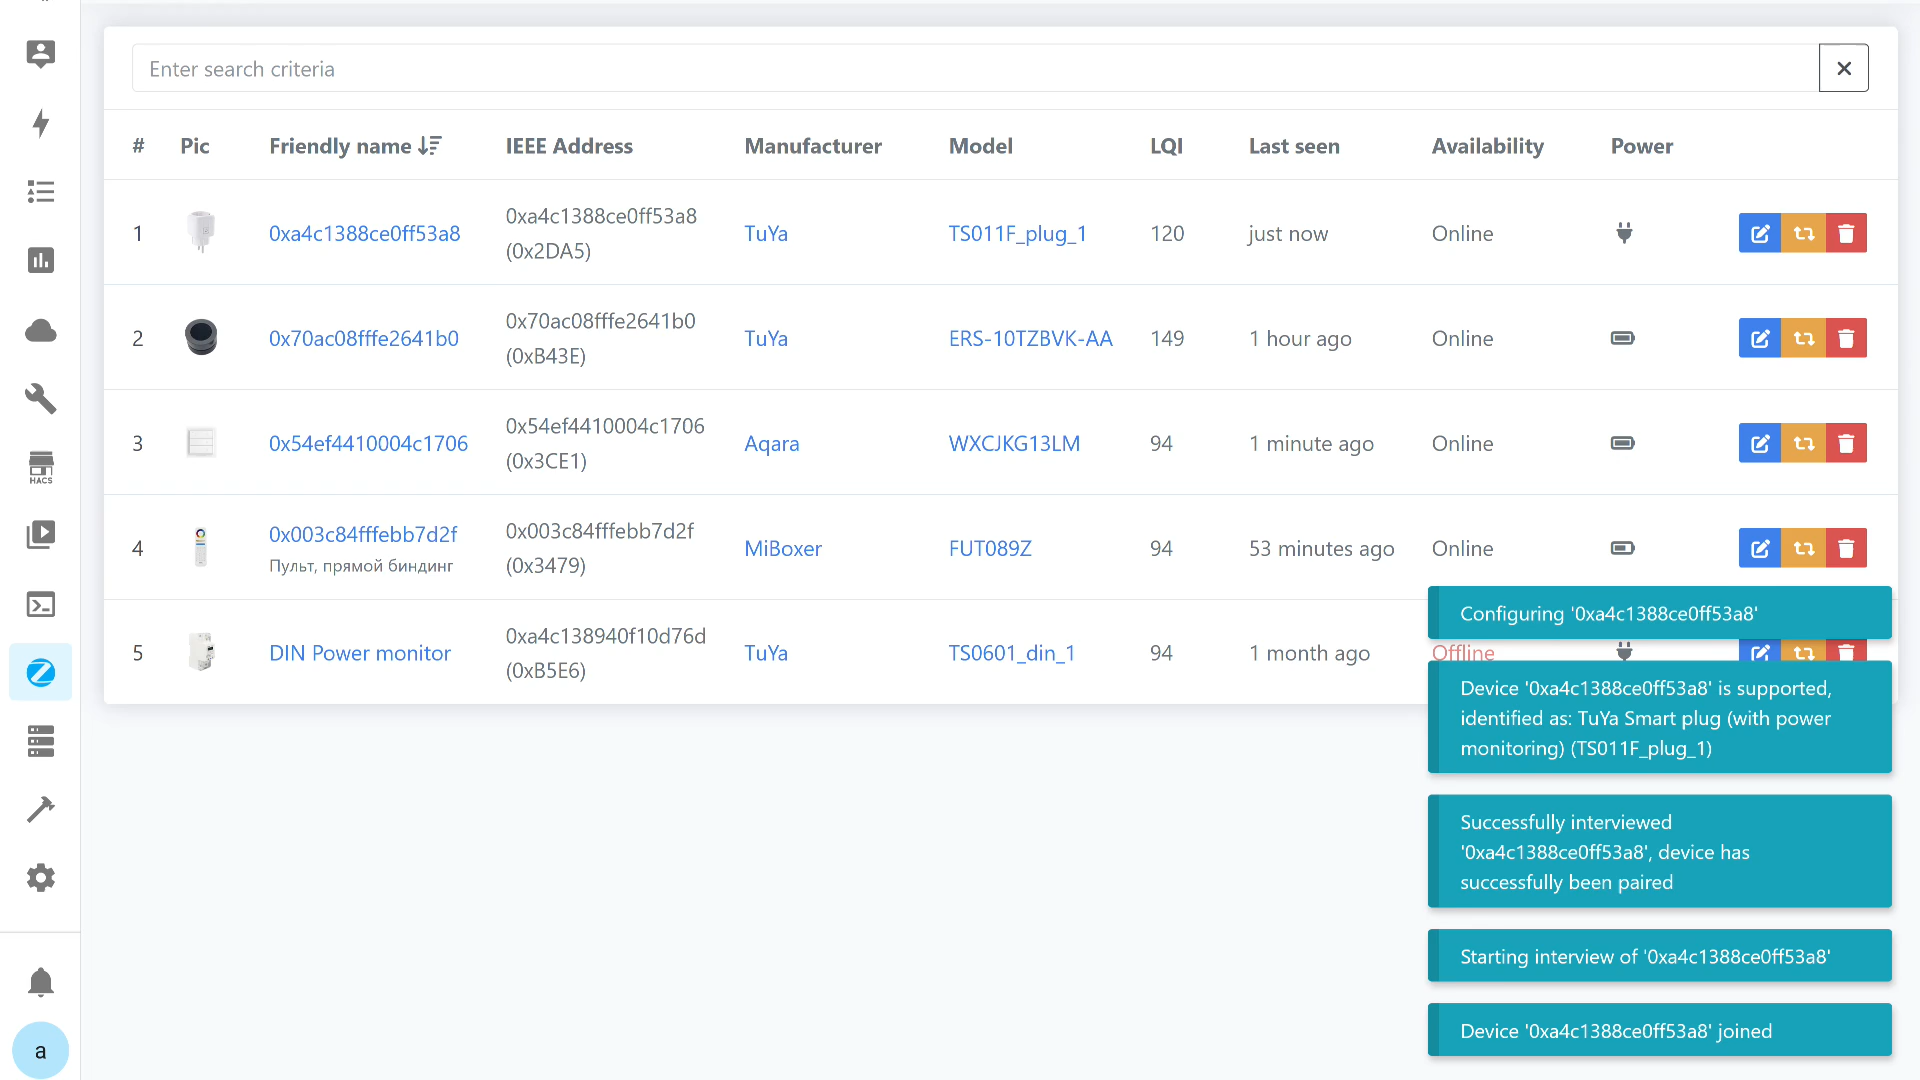 Enter search criteria
# Pic Friendly name IEEE Address Manufacturer Model LQI Last seen Availability Power
1 0xa4c1388ce0ff53a8 0xa4c1388ce0ff53a8 TuYa TS011F_plug_1 120 just now Online
(0x2DA5)
2 0x70ac08fffe2641b0 0x70ac08fffe2641b0 TuYa ERS-10TZBVK-AA 149 1 hour ago Online
(0xB43E)
3 0x54ef4410004c1706 0x54ef4410004c1706 Aqara WXCJKG13LM 94 1 minute ago Online
(0x3CE1)
4 0x003c84fffebb7d2f 0x003c84fffebb7d2f MiBoxer FUT089Z 94 53 minutes ago Online
Пульт, прямой биндинг (0x3479)
5 DIN Power monitor 0xa4c138940f10d76d TuYa TS0601_din_1 94 1 month ago Offline
(0xB5E6)
HACS
a
Configuring '0xa4c1388ce0ff53a8'
Device '0xa4c1388ce0ff53a8' is supported,
identified as: TuYa Smart plug (with power
monitoring) (TS011F_plug_1)
Successfully interviewed
'0xa4c1388ce0ff53a8', device has
successfully been paired
Starting interview of '0xa4c1388ce0ff53a8'
Device '0xa4c1388ce0ff53a8' joined